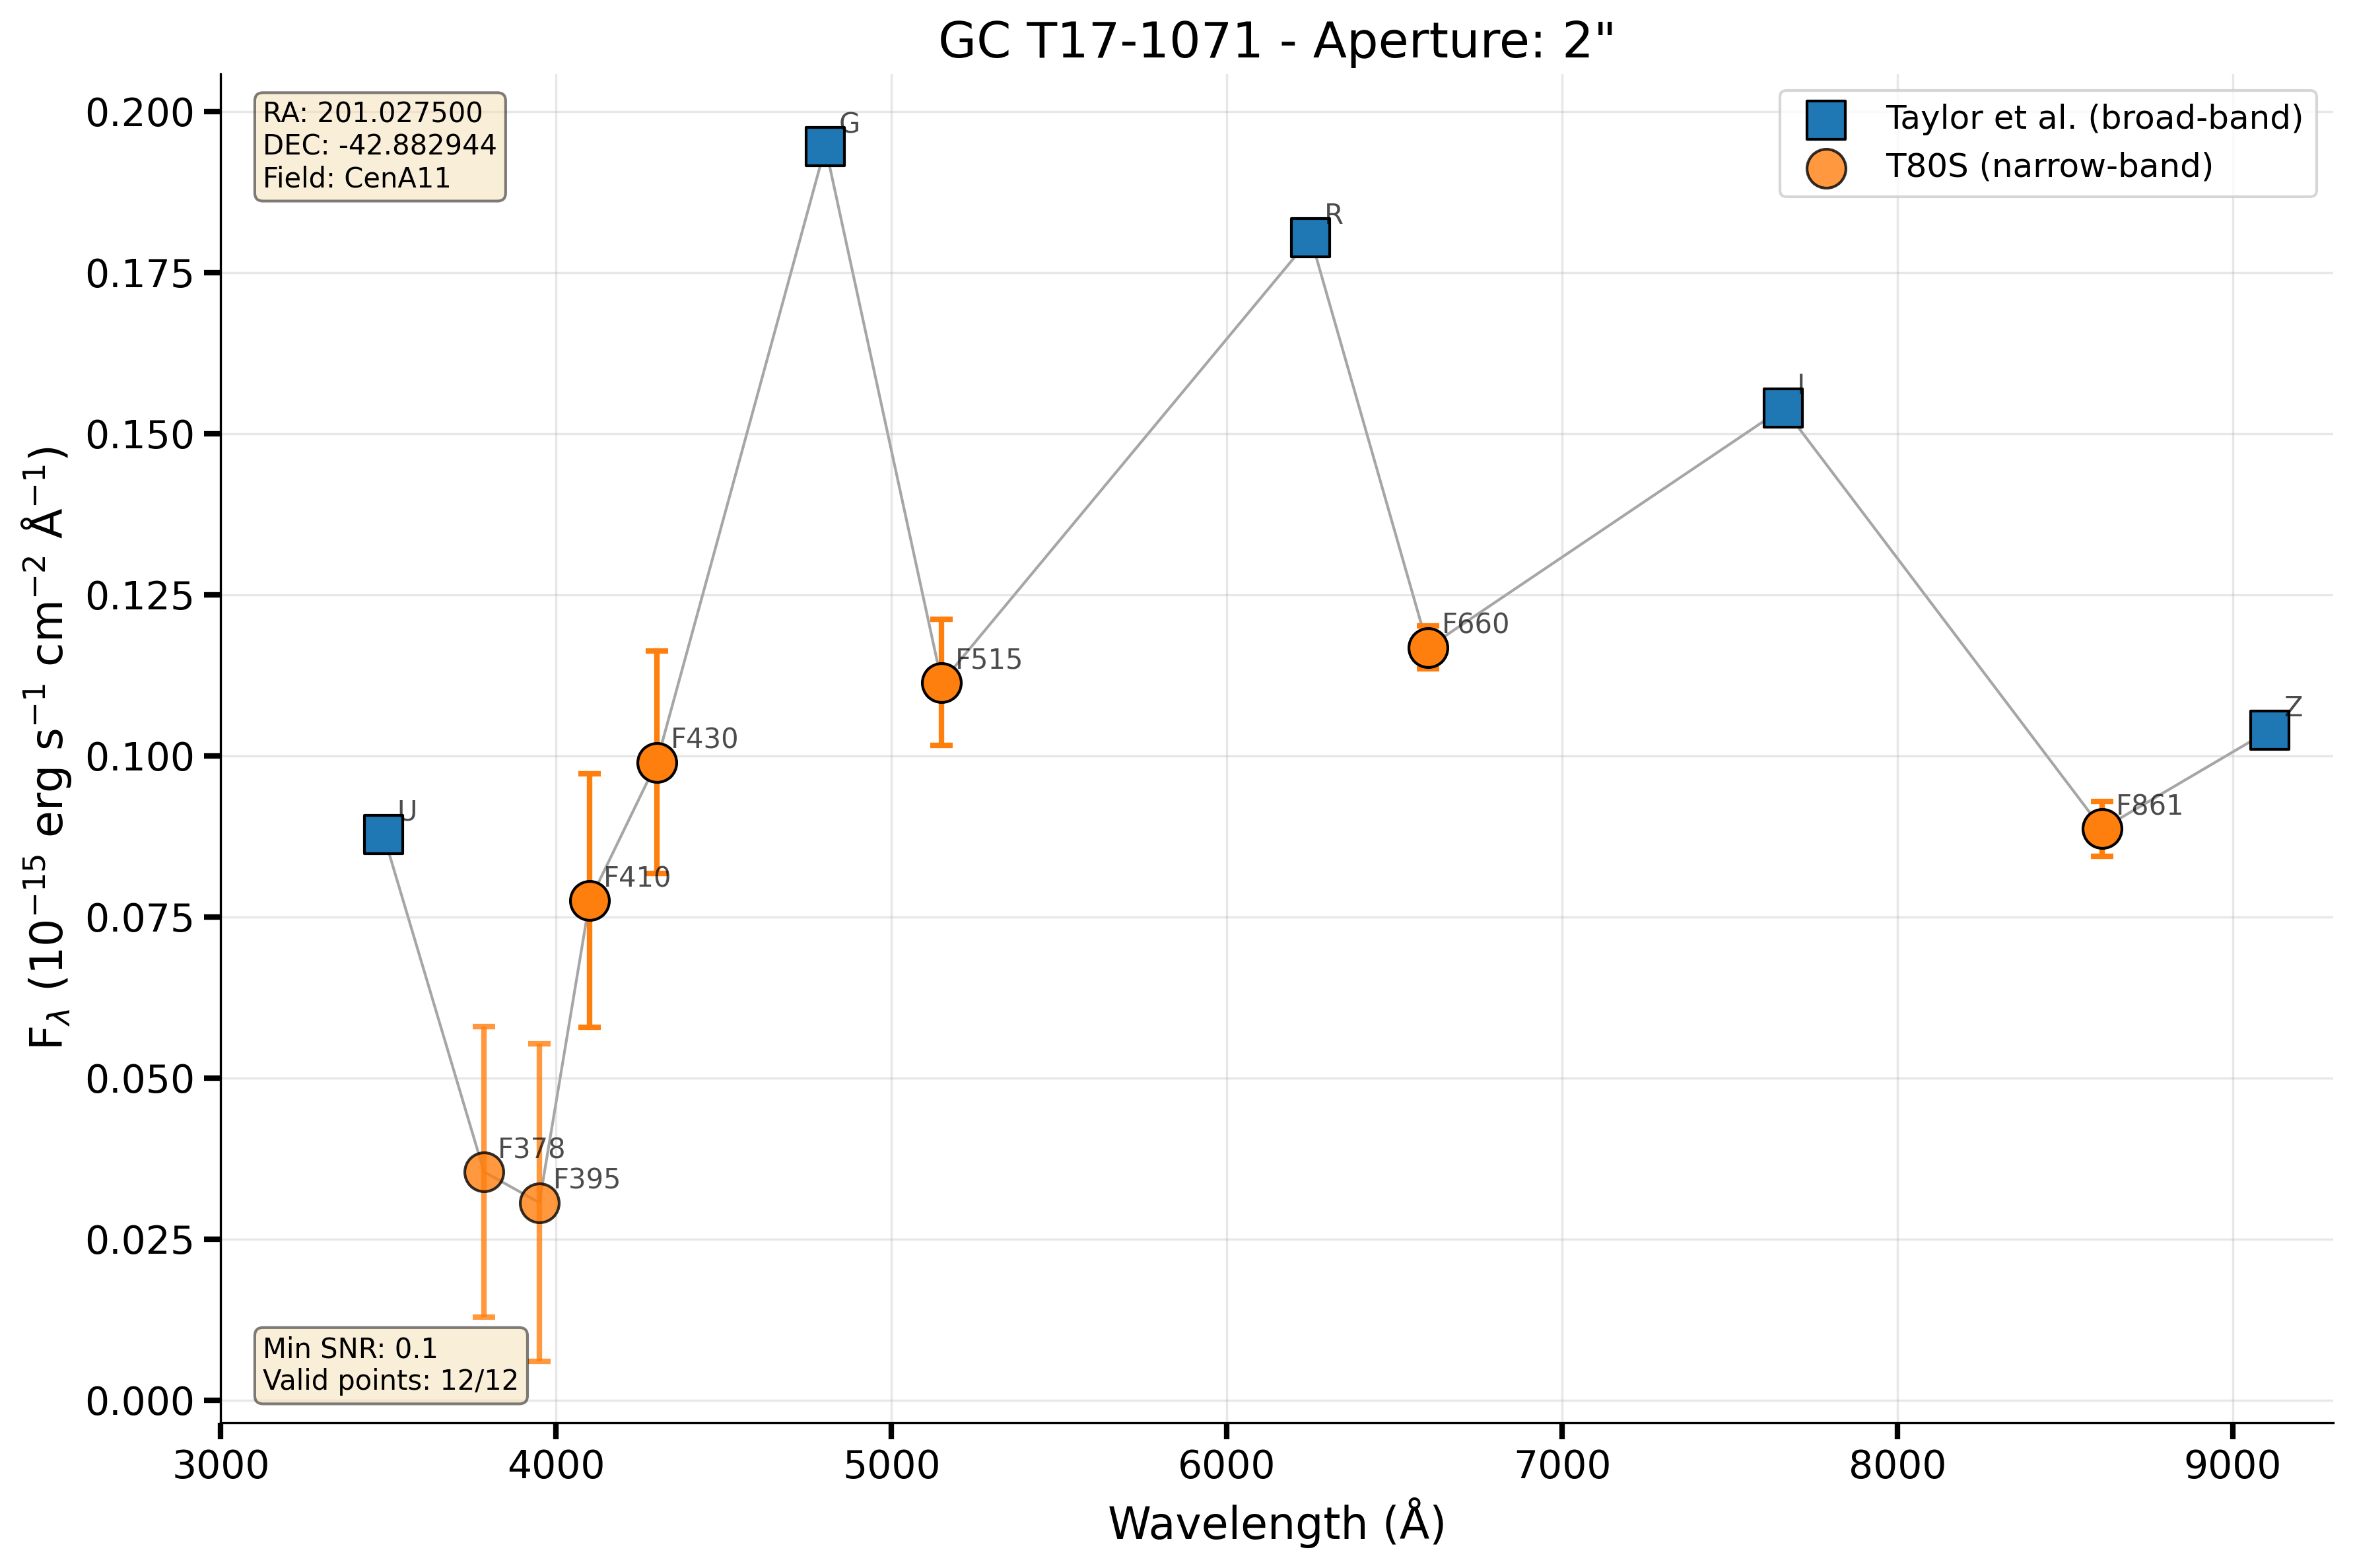 GC T17-1071 - Aperture: 2"
RA: 201.027500
DEC: -42.882944
Field: CenA11
Taylor et al. (broad-band)
T80S (narrow-band)
F_λ (10⁻¹⁵ erg s⁻¹ cm⁻² Å⁻¹)
0.200
0.175
0.150
0.125
0.100
0.075
0.050
0.025
0.000
U
F378
F395
F410
F430
G
F515
R
F660
I
F861
Z
Min SNR: 0.1
Valid points: 12/12
3000 4000 5000 6000 7000 8000 9000
Wavelength (Å)